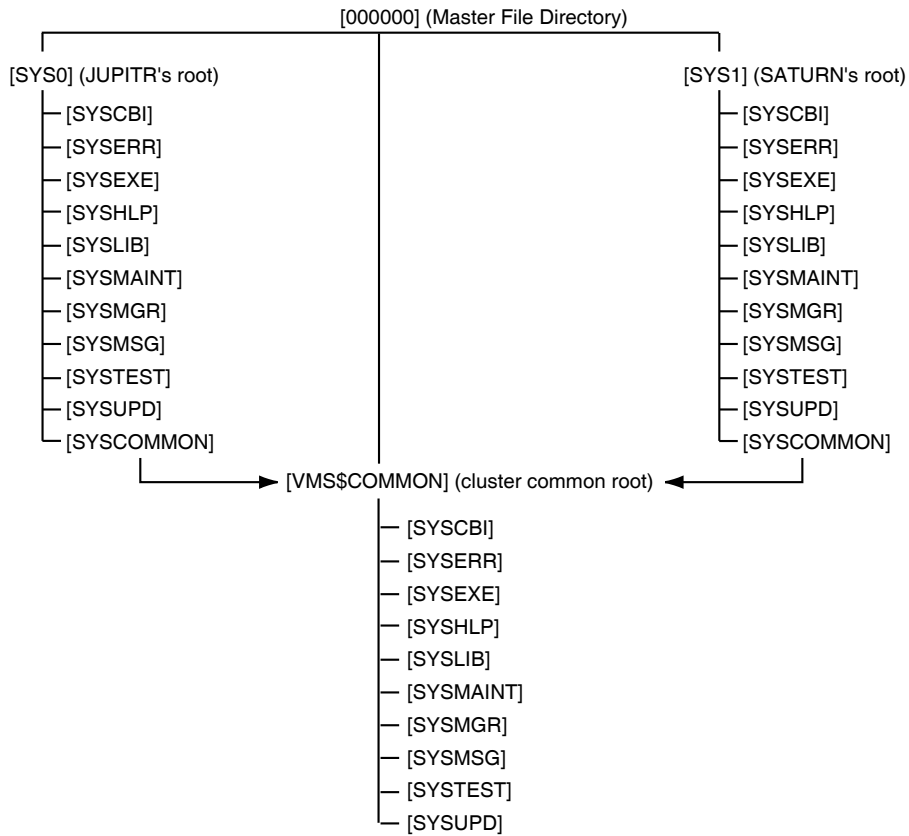 [000000] (Master File Directory)
[SYS0] (JUPITR's root)
[SYSCBI]
[SYSERR]
[SYSEXE]
[SYSHLP]
[SYSLIB]
[SYSMAINT]
[SYSMGR]
[SYSMSG]
[SYSTEST]
[SYSUPD]
[SYSCOMMON]
[SYS1] (SATURN's root)
[SYSCBI]
[SYSERR]
[SYSEXE]
[SYSHLP]
[SYSLIB]
[SYSMAINT]
[SYSMGR]
[SYSMSG]
[SYSTEST]
[SYSUPD]
[SYSCOMMON]
[VMS$COMMON] (cluster common root)
[SYSCBI]
[SYSERR]
[SYSEXE]
[SYSHLP]
[SYSLIB]
[SYSMAINT]
[SYSMGR]
[SYSMSG]
[SYSTEST]
[SYSUPD]